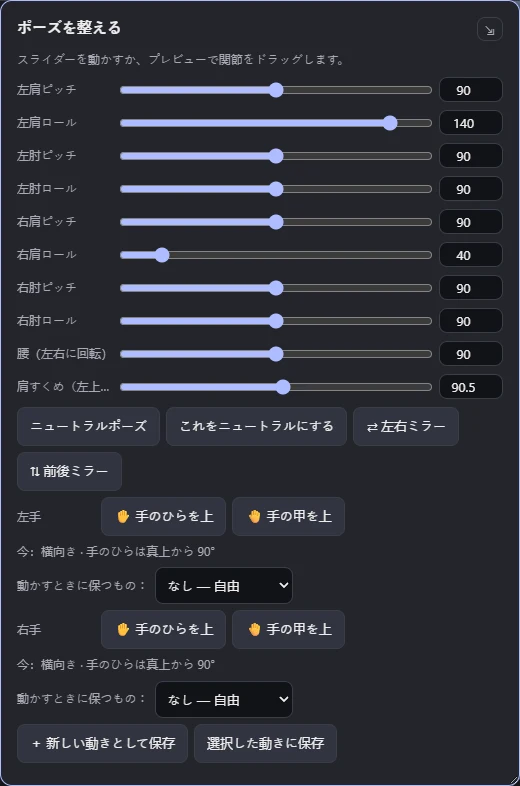 ポーズを整える
スライダーを動かすか、プレビューで関節をドラッグします。
左肩ピッチ 90
左肩ロール 140
左肘ピッチ 90
左肘ロール 90
右肩ピッチ 90
右肩ロール 40
右肘ピッチ 90
右肘ロール 90
腰（左右に回転） 90
肩すくめ（左上... 90.5
ニュートラルポーズ これをニュートラルにする ⇄ 左右ミラー
⇅ 前後ミラー
左手 🤚 手のひらを上 🤚 手の甲を上
今：横向き · 手のひらは真上から 90°
動かすときに保つもの： なし — 自由
右手 🤚 手のひらを上 🤚 手の甲を上
今：横向き · 手のひらは真上から 90°
動かすときに保つもの： なし — 自由
＋ 新しい動きとして保存 選択した動きに保存